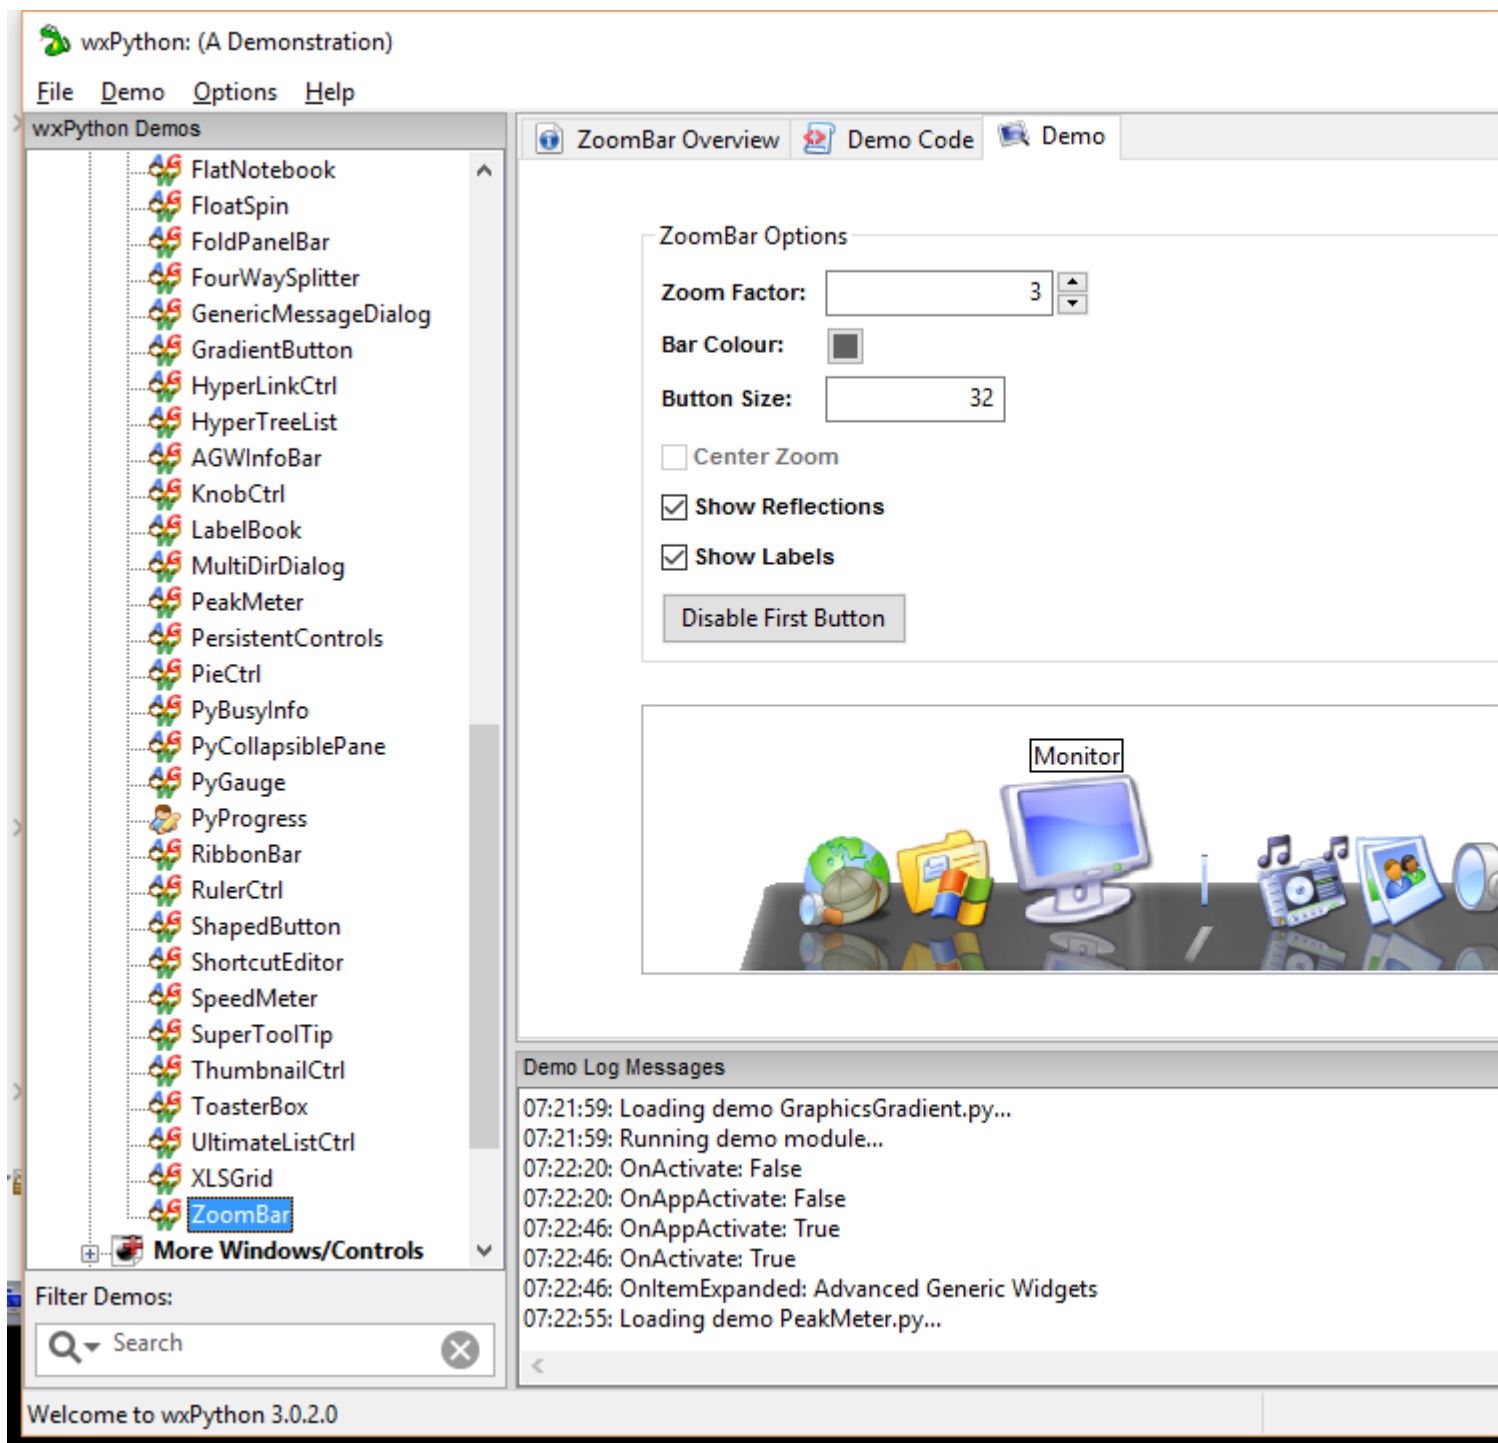 wxPython: (A Demonstration)
File Demo Options Help
wxPython Demos
FlatNotebook
FloatSpin
FoldPanelBar
FourWaySplitter
GenericMessageDialog
GradientButton
HyperLinkCtrl
HyperTreeList
AGWInfoBar
KnobCtrl
LabelBook
MultiDirDialog
PeakMeter
PersistentControls
PieCtrl
PyBusyInfo
PyCollapsiblePane
PyGauge
PyProgress
RibbonBar
RulerCtrl
ShapedButton
ShortcutEditor
SpeedMeter
SuperToolTip
ThumbnailCtrl
ToasterBox
UltimateListCtrl
XLSGrid
ZoomBar
More Windows/Controls
Filter Demos:
Search
ZoomBar Overview Demo Code Demo
ZoomBar Options
Zoom Factor: 3
Bar Colour:
Button Size: 32
Center Zoom
Show Reflections
Show Labels
Disable First Button
Monitor
Demo Log Messages
07:21:59: Loading demo GraphicsGradient.py...
07:21:59: Running demo module...
07:22:20: OnActivate: False
07:22:20: OnAppActivate: False
07:22:46: OnAppActivate: True
07:22:46: OnActivate: True
07:22:46: OnItemExpanded: Advanced Generic Widgets
07:22:55: Loading demo PeakMeter.py...
Welcome to wxPython 3.0.2.0